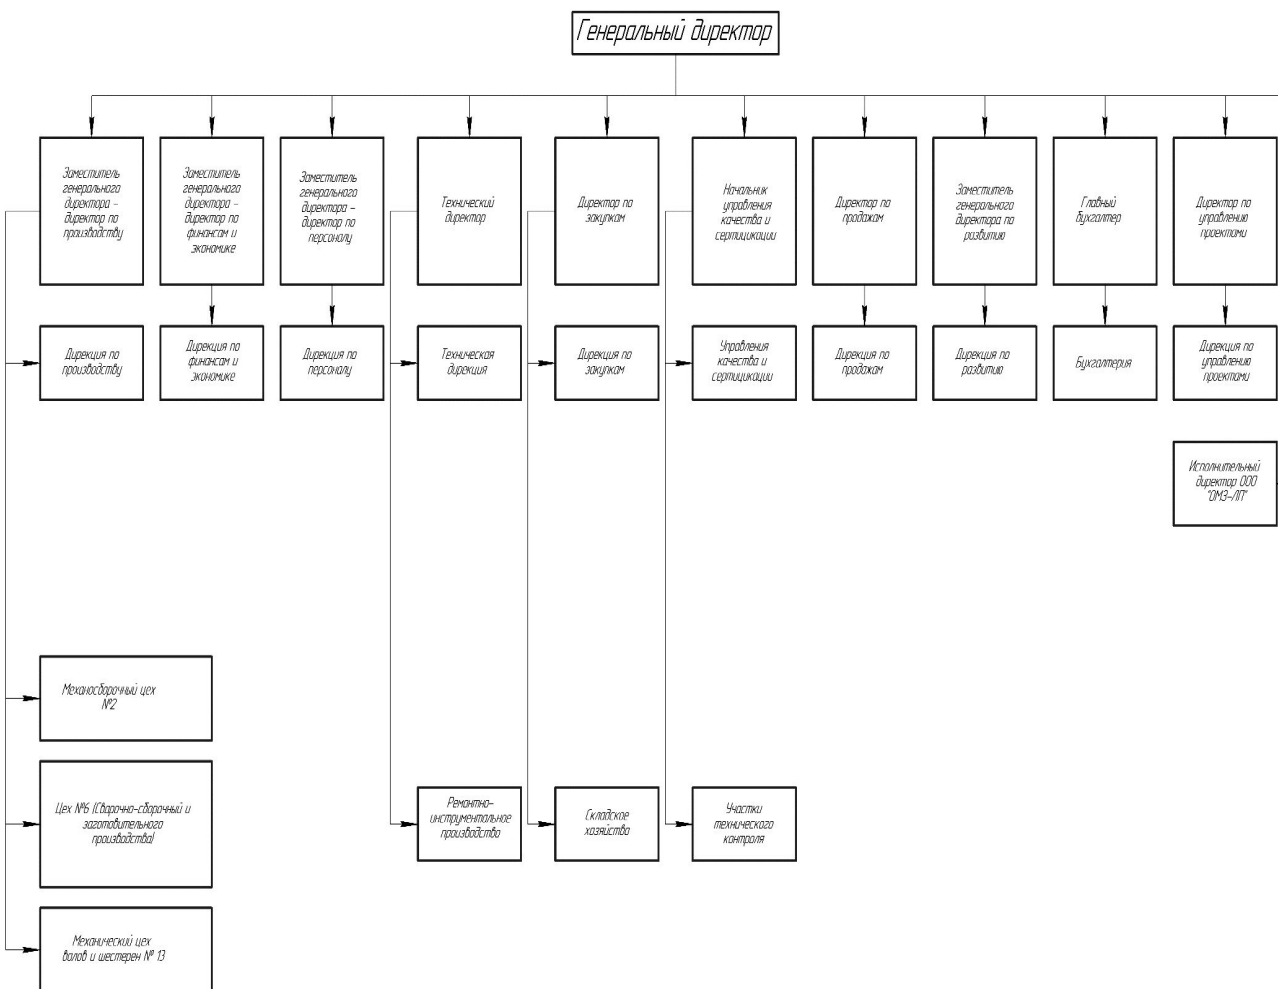 Генеральный директор
Заместитель
генерального
директора –
директор по
производству
Заместитель
генерального
директора –
директор по
финансам и
экономике
Заместитель
генерального
директора –
директор по
персоналу
Технический
директор
Директор по
закупкам
Начальник
управления
качества и
сертицикации
Директор по
продажам
Заместитель
генерального
директора по
развитию
Главный
бухгалтер
Директор по
управлению
проектами
Дирекция по
производству
Дирекция по
финансам и
экономике
Дирекция по
персоналу
Техническая
дирекция
Дирекция по
закупкам
Управления
качества и
сертицикации
Дирекция по
продажам
Дирекция по
развитию
Бухгалтерия
Дирекция по
управлению
проектами
Исполнительный
директор ООО
"ОМЗ-ЛП"
Механосборочный цех
№2
Цех №6 (Сварочно-сборочный и
заготовительного
производства)
Ремонтно-
инструментальное
производство
Складское
хозяйства
Участки
технического
контроля
Механический цех
валов и шестерен № 13